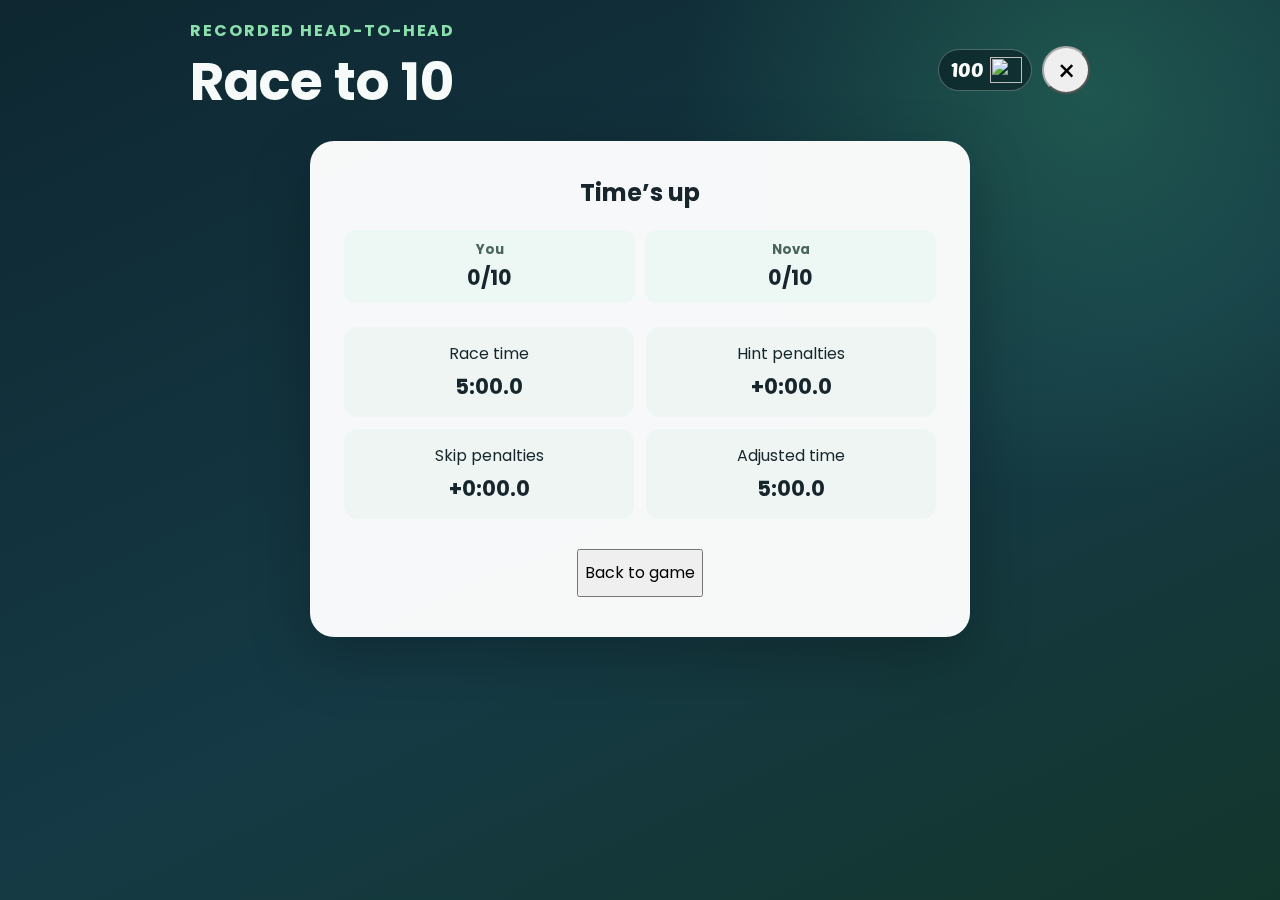 RECORDED HEAD-TO-HEAD
Race to 10
100
×
Time’s up
You
0/10
Nova
0/10
Race time
5:00.0
Hint penalties
+0:00.0
Skip penalties
+0:00.0
Adjusted time
5:00.0
Back to game